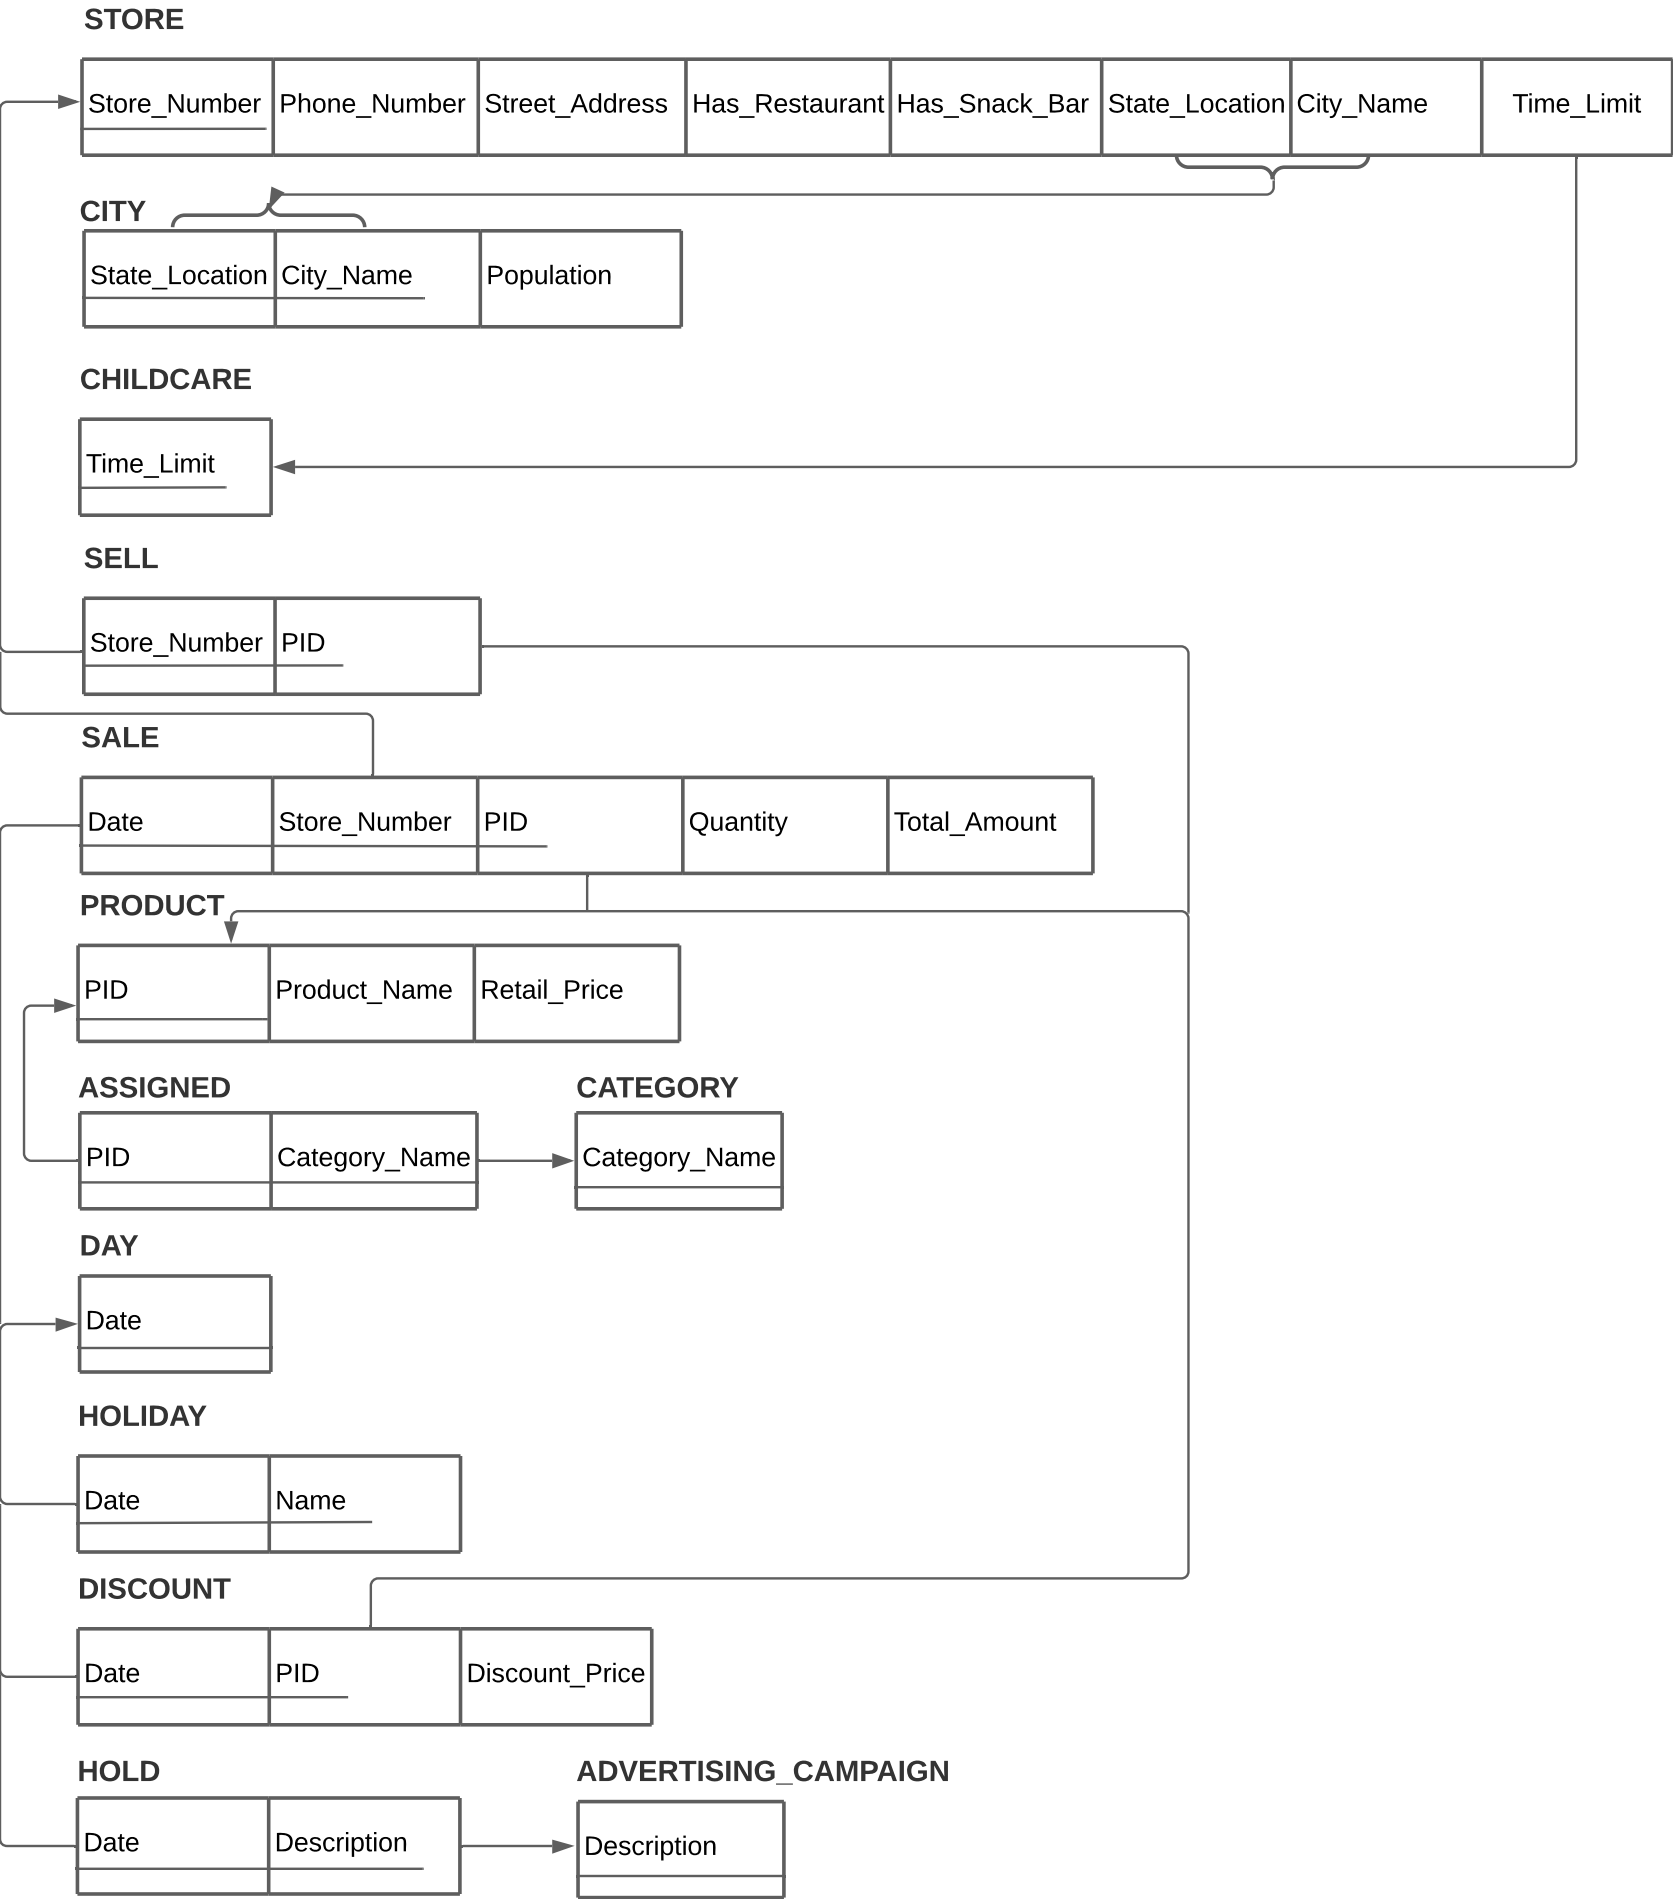 STORE
Store_Number Phone_Number Street_Address Has_Restaurant Has_Snack_Bar State_Location City_Name Time_Limit
CITY
State_Location City_Name Population
CHILDCARE
Time_Limit
SELL
Store_Number PID
SALE
Date Store_Number PID Quantity Total_Amount
PRODUCT
PID Product_Name Retail_Price
ASSIGNED CATEGORY
PID Category_Name Category_Name
DAY
Date
HOLIDAY
Date Name
DISCOUNT
Date PID Discount_Price
HOLD ADVERTISING_CAMPAIGN
Date Description Description